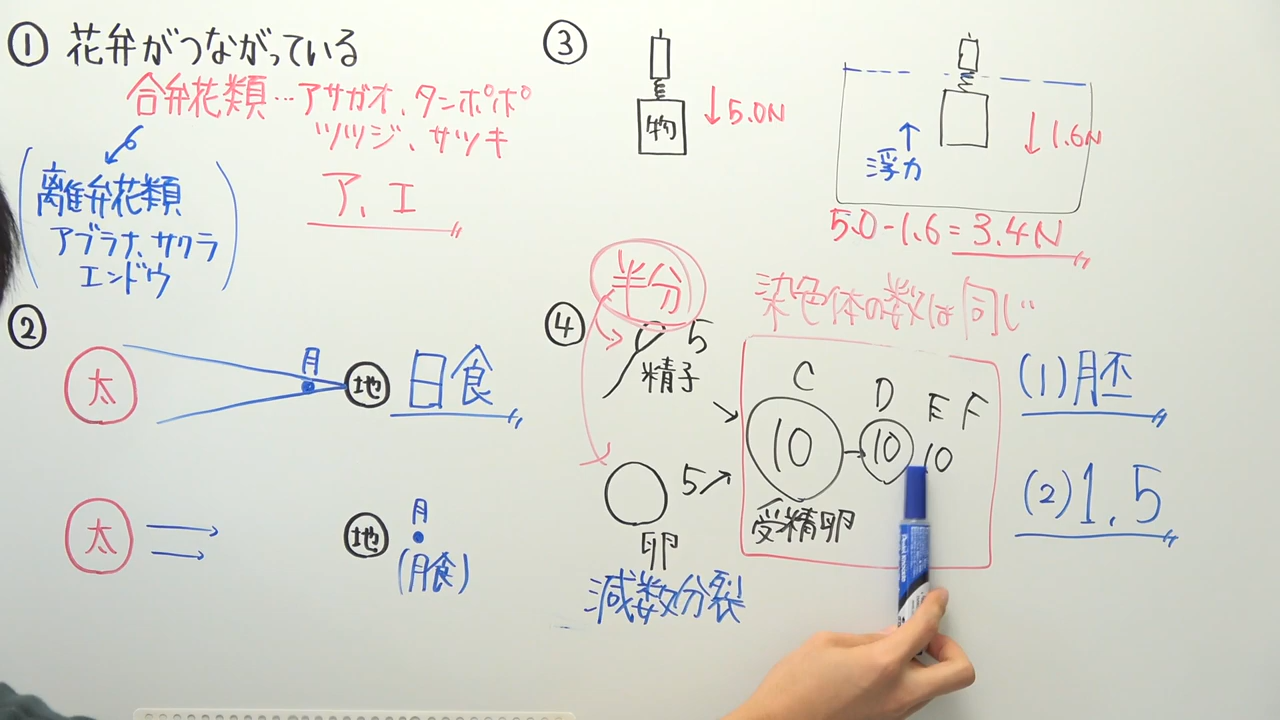 ① 花弁がつながっている
合弁花類…アサガオ、タンポポ
ツツジ、サツキ
離弁花類
アブラナ、サクラ
エンドウ
ア、エ
②
太
月
地
日食
太
地
月
(月食)
③
物
5.0N
浮力
1.6N
5.0-1.6=3.4N
④
半分
5
精子
5
卵
減数分裂
染色体の数は同じ
C D E F
10 10 10
受精卵
(1)胚
(2)1.5